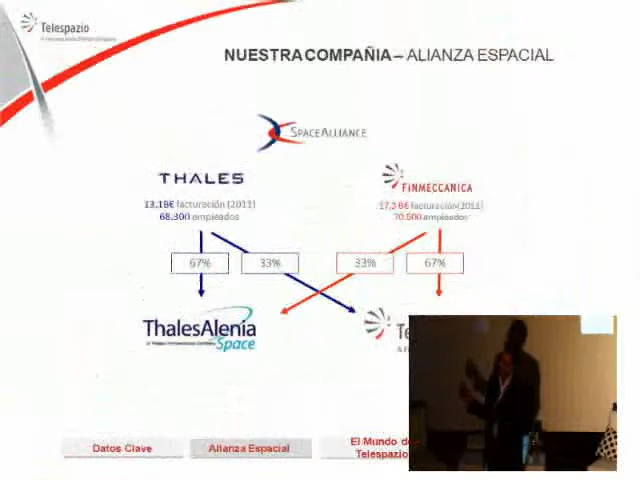 Telespazio
NUESTRA COMPAÑIA – ALIANZA ESPACIAL
SPACEALLIANCE
THALES
FINMECCANICA
13.1B€ facturación (2011)
17,3 B€ facturación(2011)
68.300 empleados
70.500 empleados
67%
33%
33%
67%
ThalesAlenia
Space
Te
Datos Clave
Alianza Espacial
El Mundo de
Telespazio